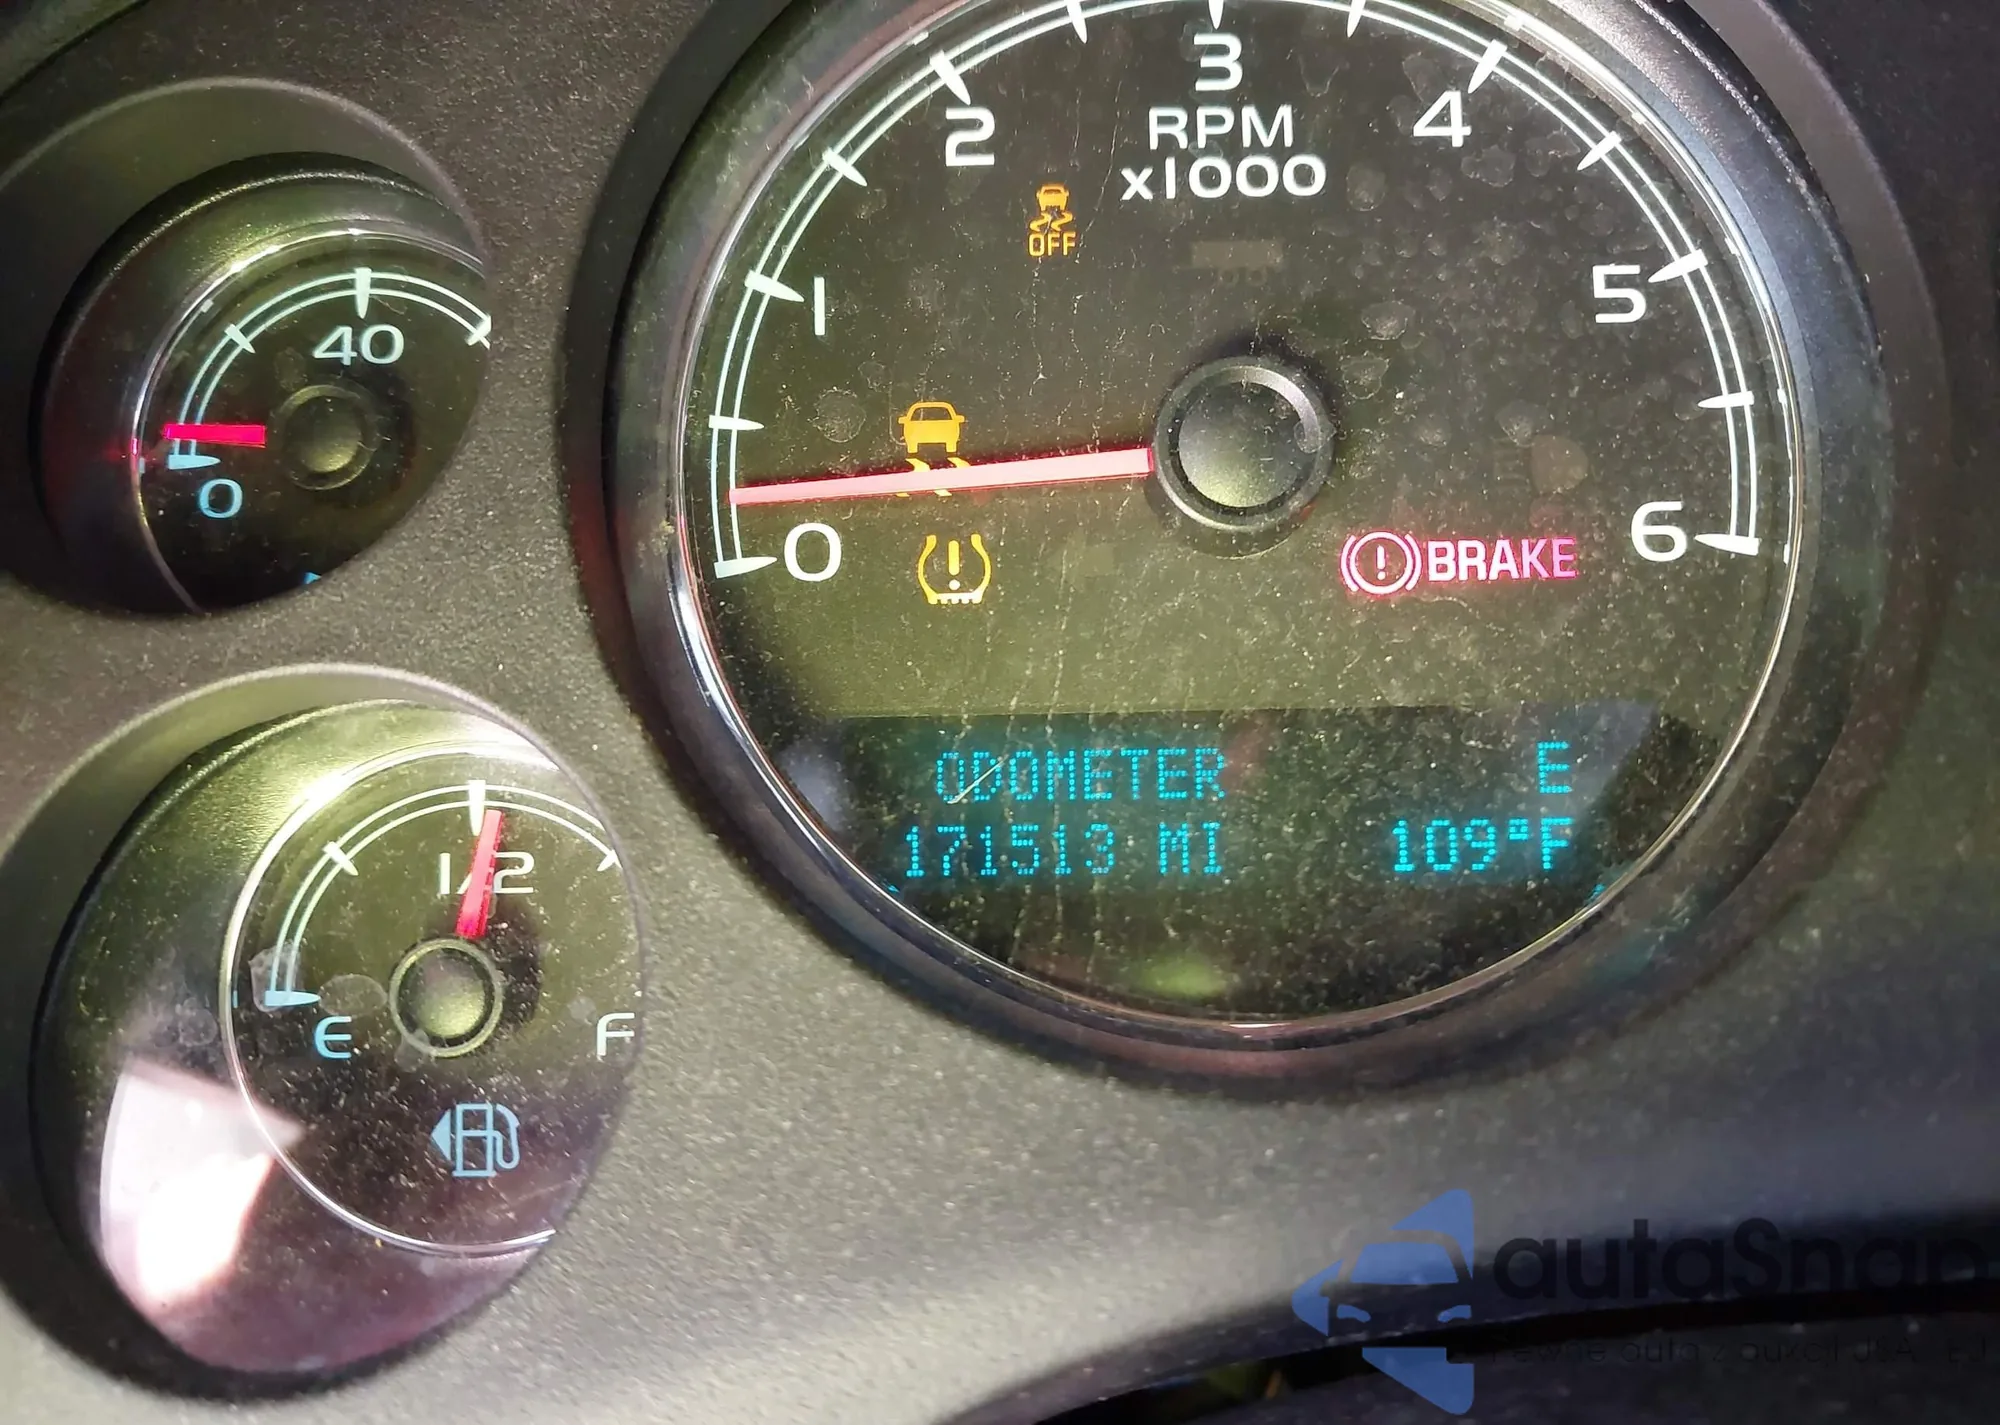 3
2
4
RPM
x1000
OFF
1
5
40
0
0
6
BRAKE
ODOMETER E
171513 MI 109°F
1/2
E
F
autaSnap